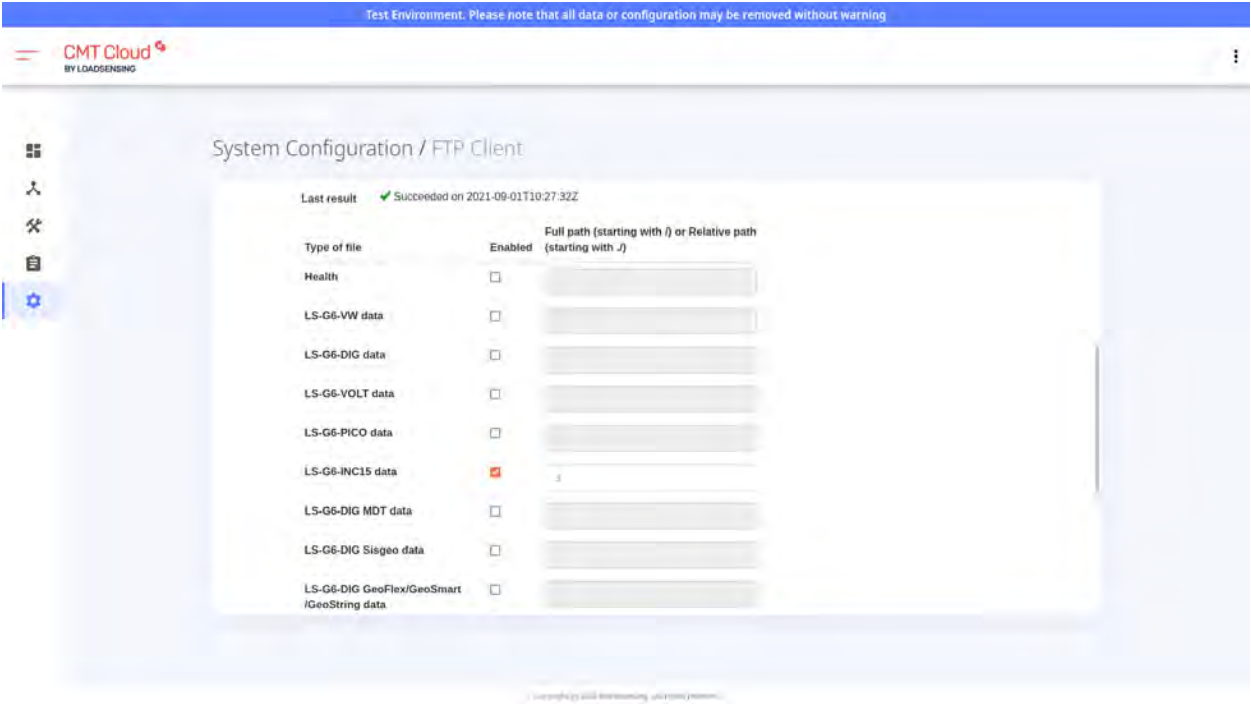 Test Environment. Please note that all data or configuration may be removed without warning
CMT Cloud
BY LOADSENSING
System Configuration / FTP Client
Last result Succeeded on 2021-09-01T10:27:32Z
Full path (starting with /) or Relative path
Type of file Enabled (starting with ./)
Health
LS-G6-VW data
LS-G6-DIG data
LS-G6-VOLT data
LS-G6-PICO data
LS-G6-INC15 data
LS-G6-DIG MDT data
LS-G6-DIG Sisgeo data
LS-G6-DIG GeoFlex/GeoSmart
/GeoString data